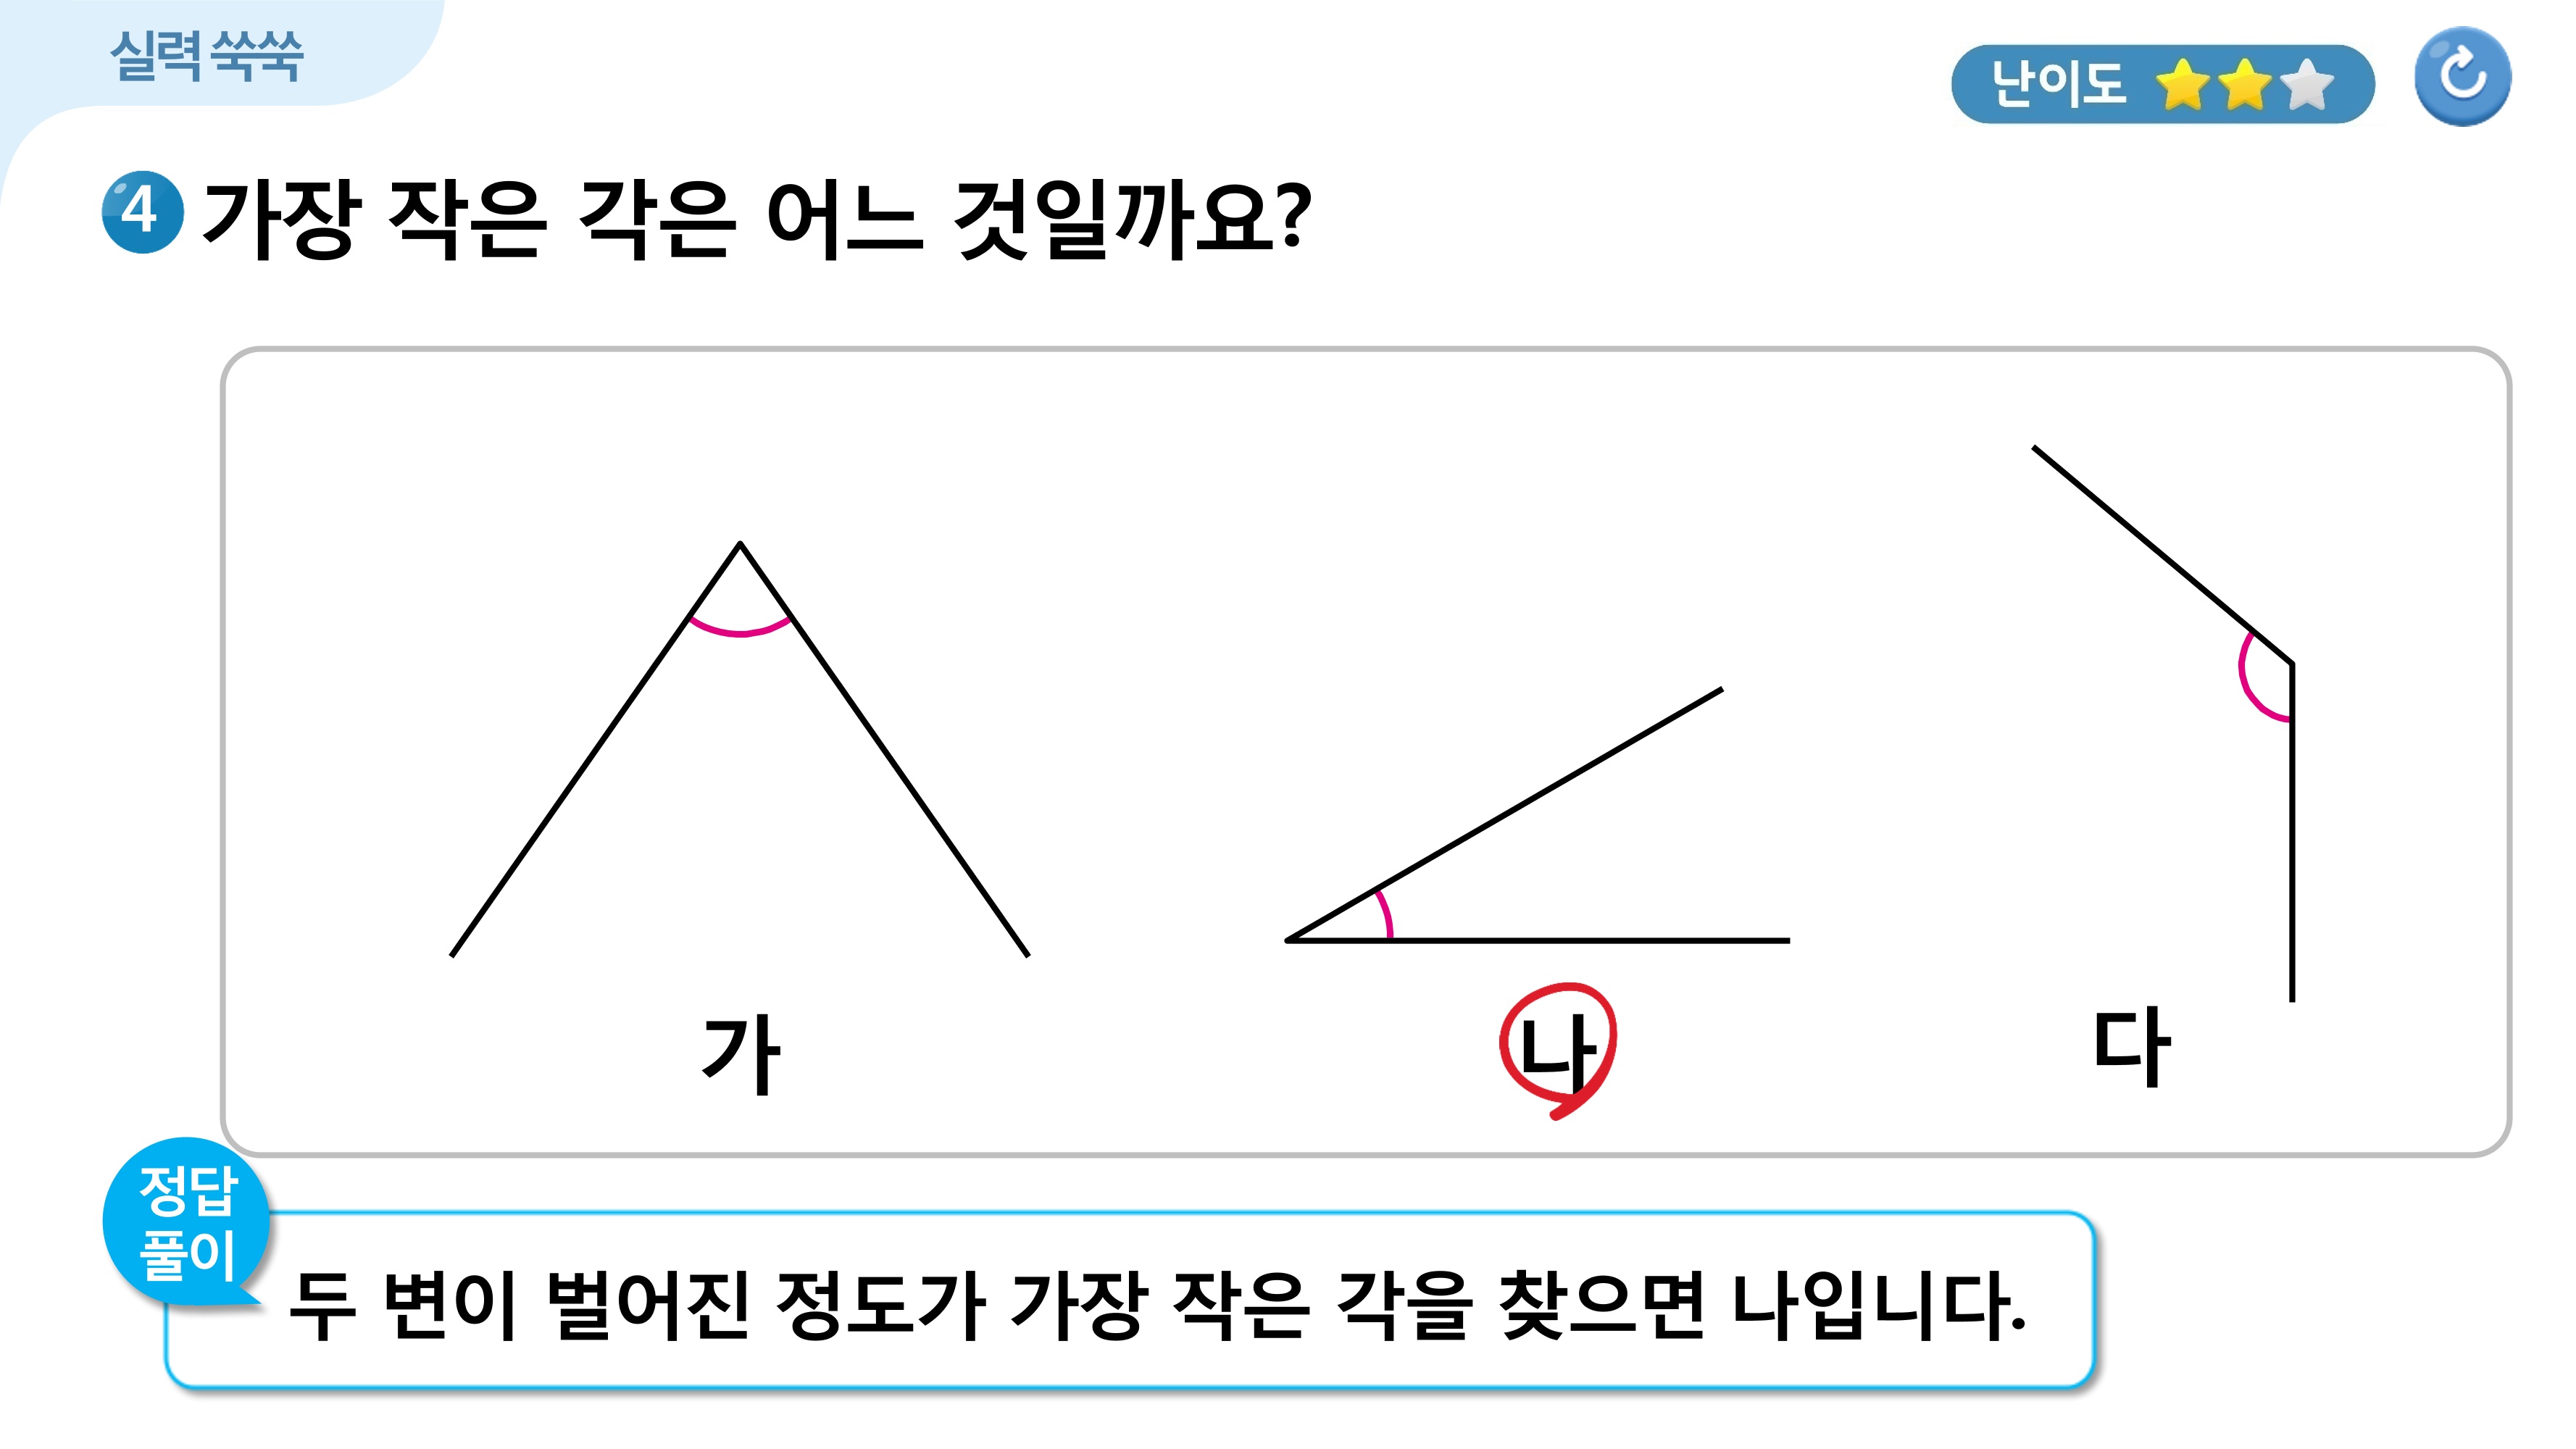 실력 쑥쑥
난이도
4 가장 작은 각은 어느 것일까요?
가
나
다
정답
풀이
두 변이 벌어진 정도가 가장 작은 각을 찾으면 나입니다.